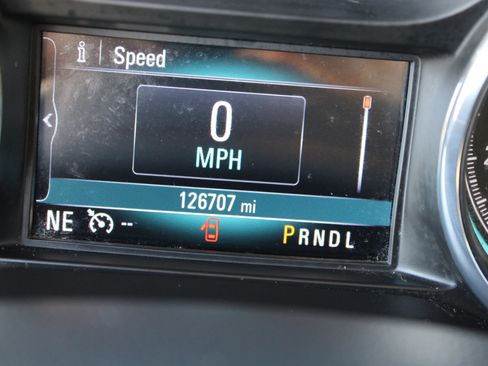 i Speed
0
MPH
126707 mi
NE -- PRNDL